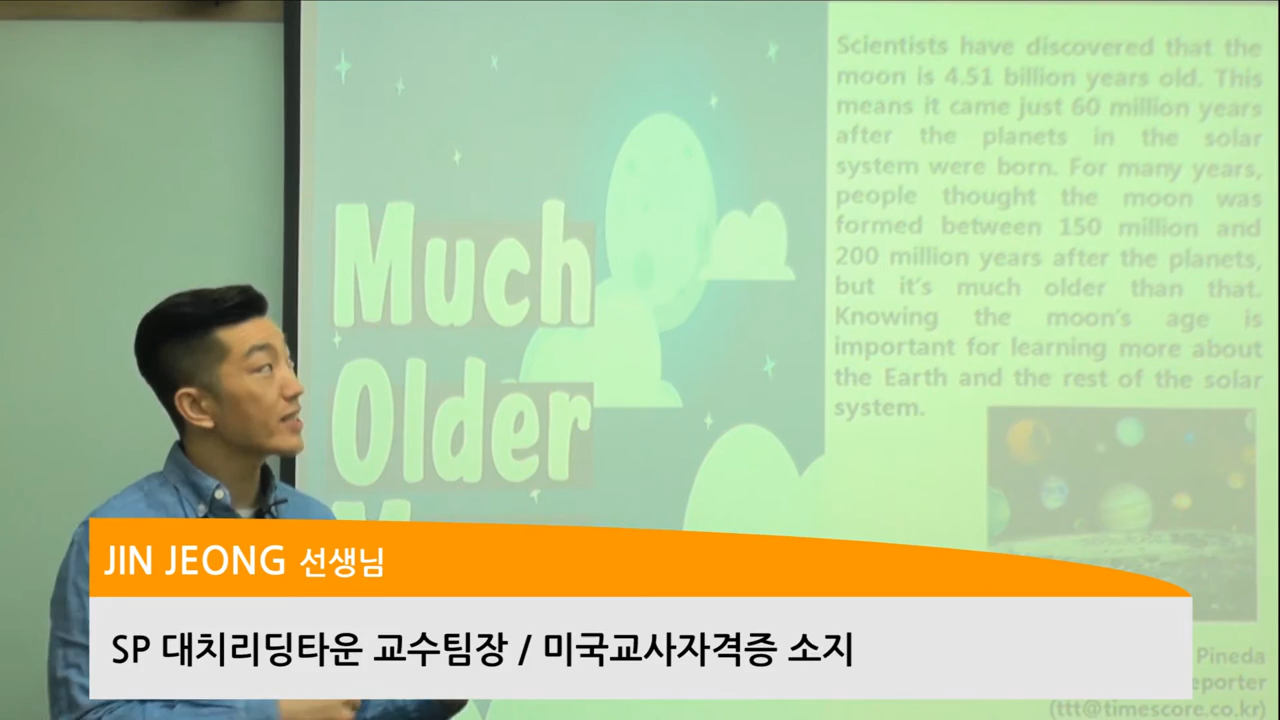 Much
Older
Scientists have discovered that the
moon is 4.51 billion years old. This
means it came just 60 million years
after the planets in the solar
system were born. For many years,
people thought the moon was
formed between 150 million and
200 million years after the planets,
but it's much older than that.
Knowing the moon's age is
important for learning more about
the Earth and the rest of the solar
system.
Pineda
eporter
(ttt@timescore.co.kr)
JIN JEONG 선생님
SP 대치리딩타운 교수팀장 / 미국교사자격증 소지